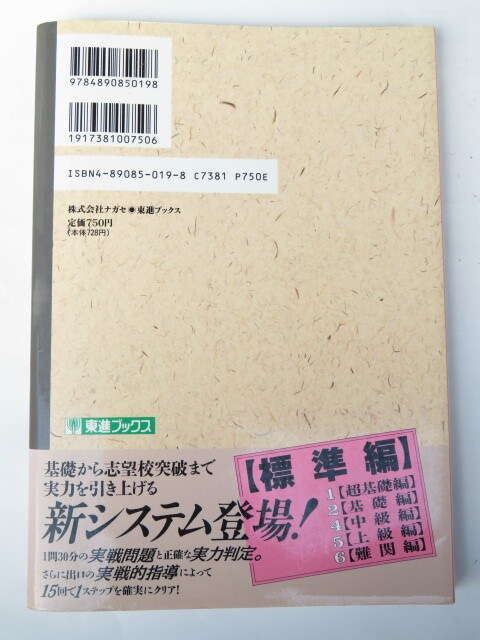 9784890850198
1917381007506
ISBN4-89085-019-8 C7381 P750E
株式会社ナガセ●東進ブックス
定価750円
(本体728円)
東進ブックス
基礎から志望校突破まで
実力を引き上げる
新システム登場!
1問30分の実戦問題と正確な実力判定。
さらに出口の実戦的指導によって
15回で1ステップを確実にクリア!
【標準編】
1【超基礎編】
2【基礎編】
4【中級編】
5【上級編】
6【難関編】